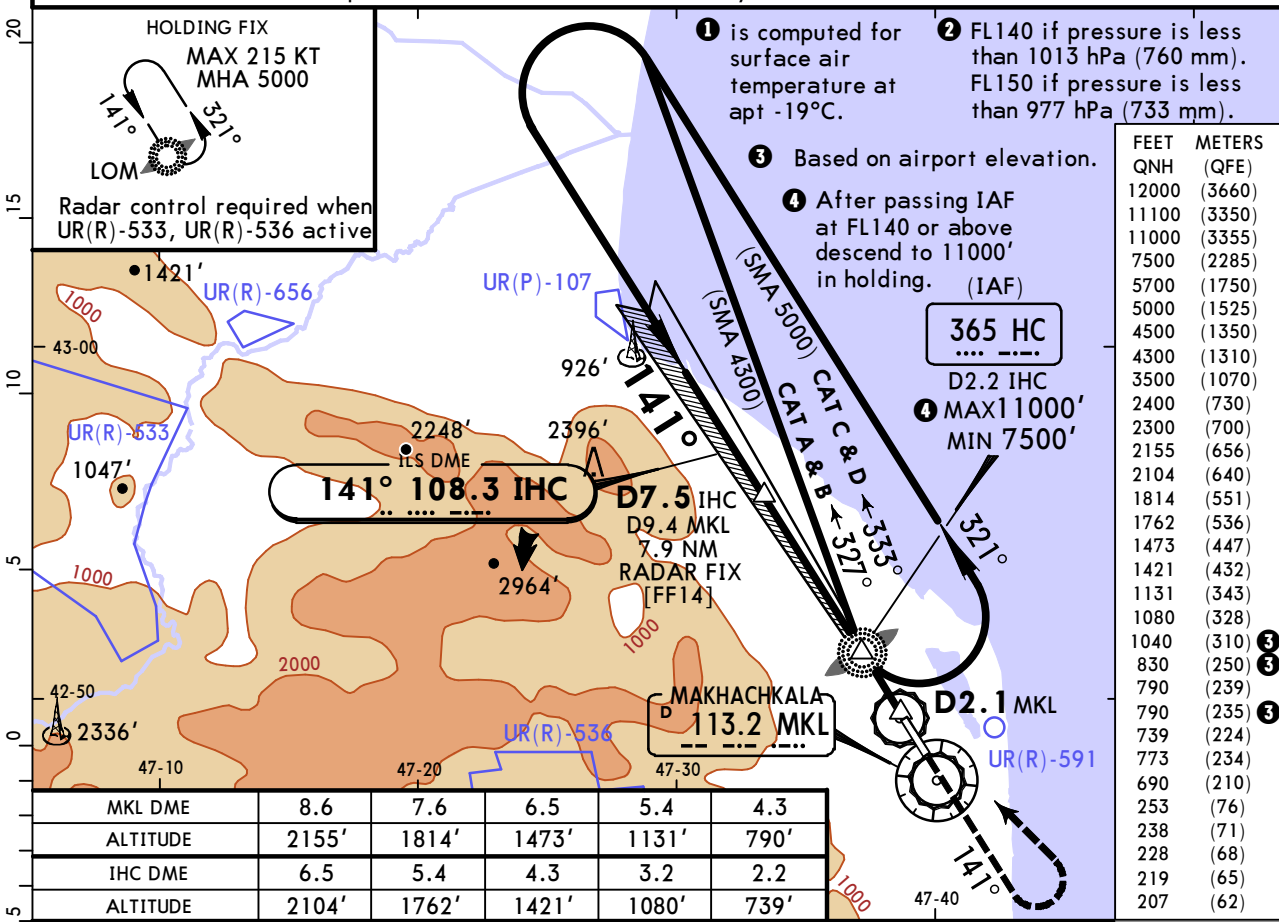 HOLDING FIX
MAX 215 KT
MHA 5000
141°
321°
LOM
Radar control required when
UR(R)-533, UR(R)-536 active
❶ is computed for
surface air
temperature at
apt -19°C.
❷ FL140 if pressure is less
than 1013 hPa (760 mm).
FL150 if pressure is less
than 977 hPa (733 mm).
❸ Based on airport elevation.
❹ After passing IAF
at FL140 or above
descend to 11000'
in holding.
(IAF)
365 HC
D2.2 IHC
❹ MAX11000'
MIN 7500'
20
15
10
5
0
5
1421'
1000
UR(R)-656
UR(P)-107
43-00
926'
141°
(SMA 5000)
(SMA 4300)
CAT C & D
333°
CAT A & B
327°
321°
UR(R)-533
1047'
2248'
2396'
ILS DME
141° 108.3 IHC
D7.5 IHC
D9.4 MKL
7.9 NM
RADAR FIX
[FF14]
2964'
1000
1000
2000
42-50
2336'
MAKHACHKALA
D 113.2 MKL
D2.1 MKL
UR(R)-536
UR(R)-591
47-10
47-20
47-30
47-40
141°
1000
MKL DME 8.6 7.6 6.5 5.4 4.3
ALTITUDE 2155' 1814' 1473' 1131' 790'
IHC DME 6.5 5.4 4.3 3.2 2.2
ALTITUDE 2104' 1762' 1421' 1080' 739'
FEET METERS
QNH (QFE)
12000 (3660)
11100 (3350)
11000 (3355)
7500 (2285)
5700 (1750)
5000 (1525)
4500 (1350)
4300 (1310)
3500 (1070)
2400 (730)
2300 (700)
2155 (656)
2104 (640)
1814 (551)
1762 (536)
1473 (447)
1421 (432)
1131 (343)
1080 (328)
1040 (310) ❸
830 (250) ❸
790 (239)
790 (235) ❸
739 (224)
773 (234)
690 (210)
253 (76)
238 (71)
228 (68)
219 (65)
207 (62)